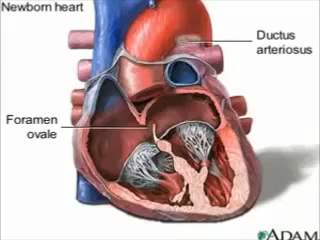 Newborn heart
Ductus
arteriosus
Foramen
ovale
ADAM